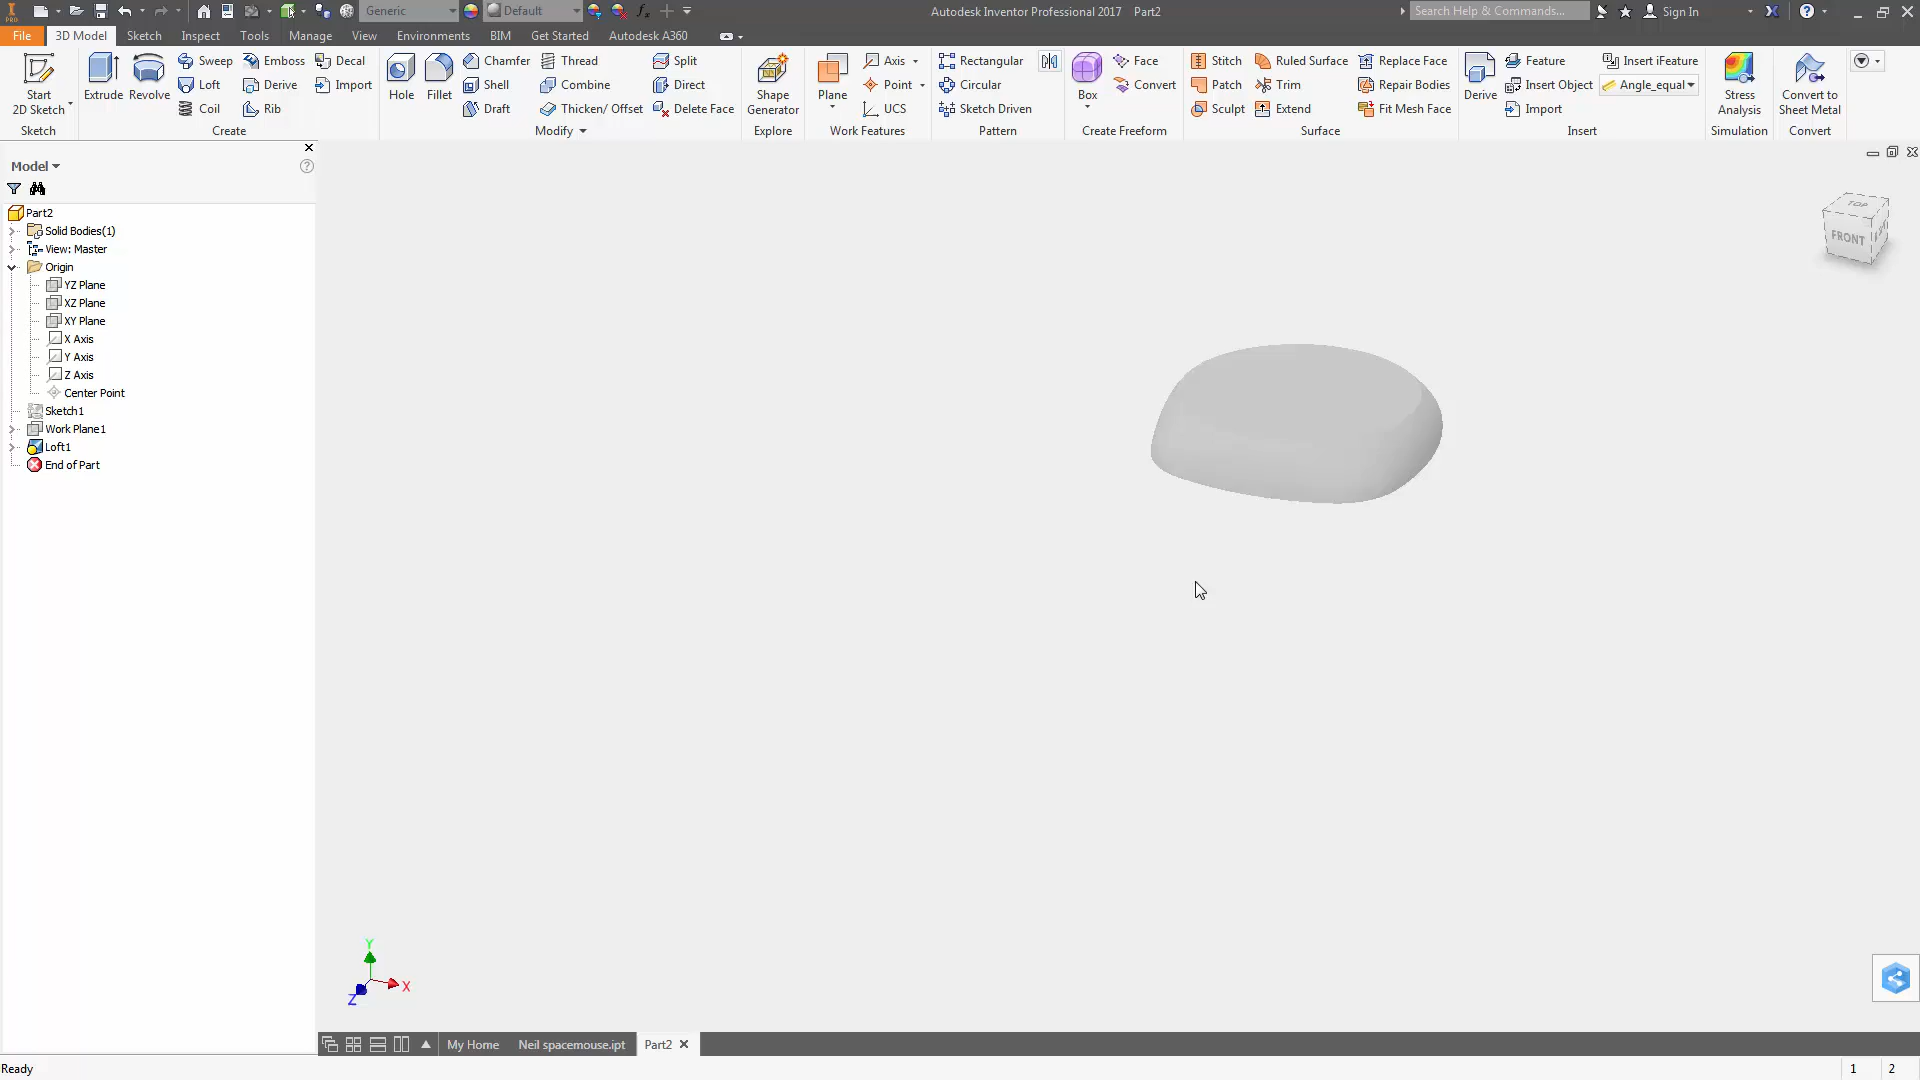 PRO Generic Default fx Autodesk Inventor Professional 2017 Part2 Search Help & Commands... Sign In
File 3D Model Sketch Inspect Tools Manage View Environments BIM Get Started Autodesk A360
Start
2D Sketch
Extrude Revolve
Sweep Emboss Decal
Loft Derive Import
Coil Rib
Hole Fillet
Chamfer Thread Split
Shell Combine Direct
Draft Thicken/ Offset Delete Face
Shape
Generator
Plane
Axis
Point
UCS
Rectangular
Circular
Sketch Driven
Box
Face
Convert
Stitch Ruled Surface Replace Face
Patch Trim Repair Bodies
Sculpt Extend Fit Mesh Face
Derive
Feature Insert iFeature
Insert Object Angle_equal
Import
Stress
Analysis
Convert to
Sheet Metal
Sketch Create Modify Explore Work Features Pattern Create Freeform Surface Insert Simulation Convert
Model
Part2
Solid Bodies(1)
View: Master
Origin
YZ Plane
XZ Plane
XY Plane
X Axis
Y Axis
Z Axis
Center Point
Sketch1
Work Plane1
Loft1
End of Part
TOP
FRONT
Y
X
Z
My Home Neil spacemouse.ipt Part2
Ready 1 2